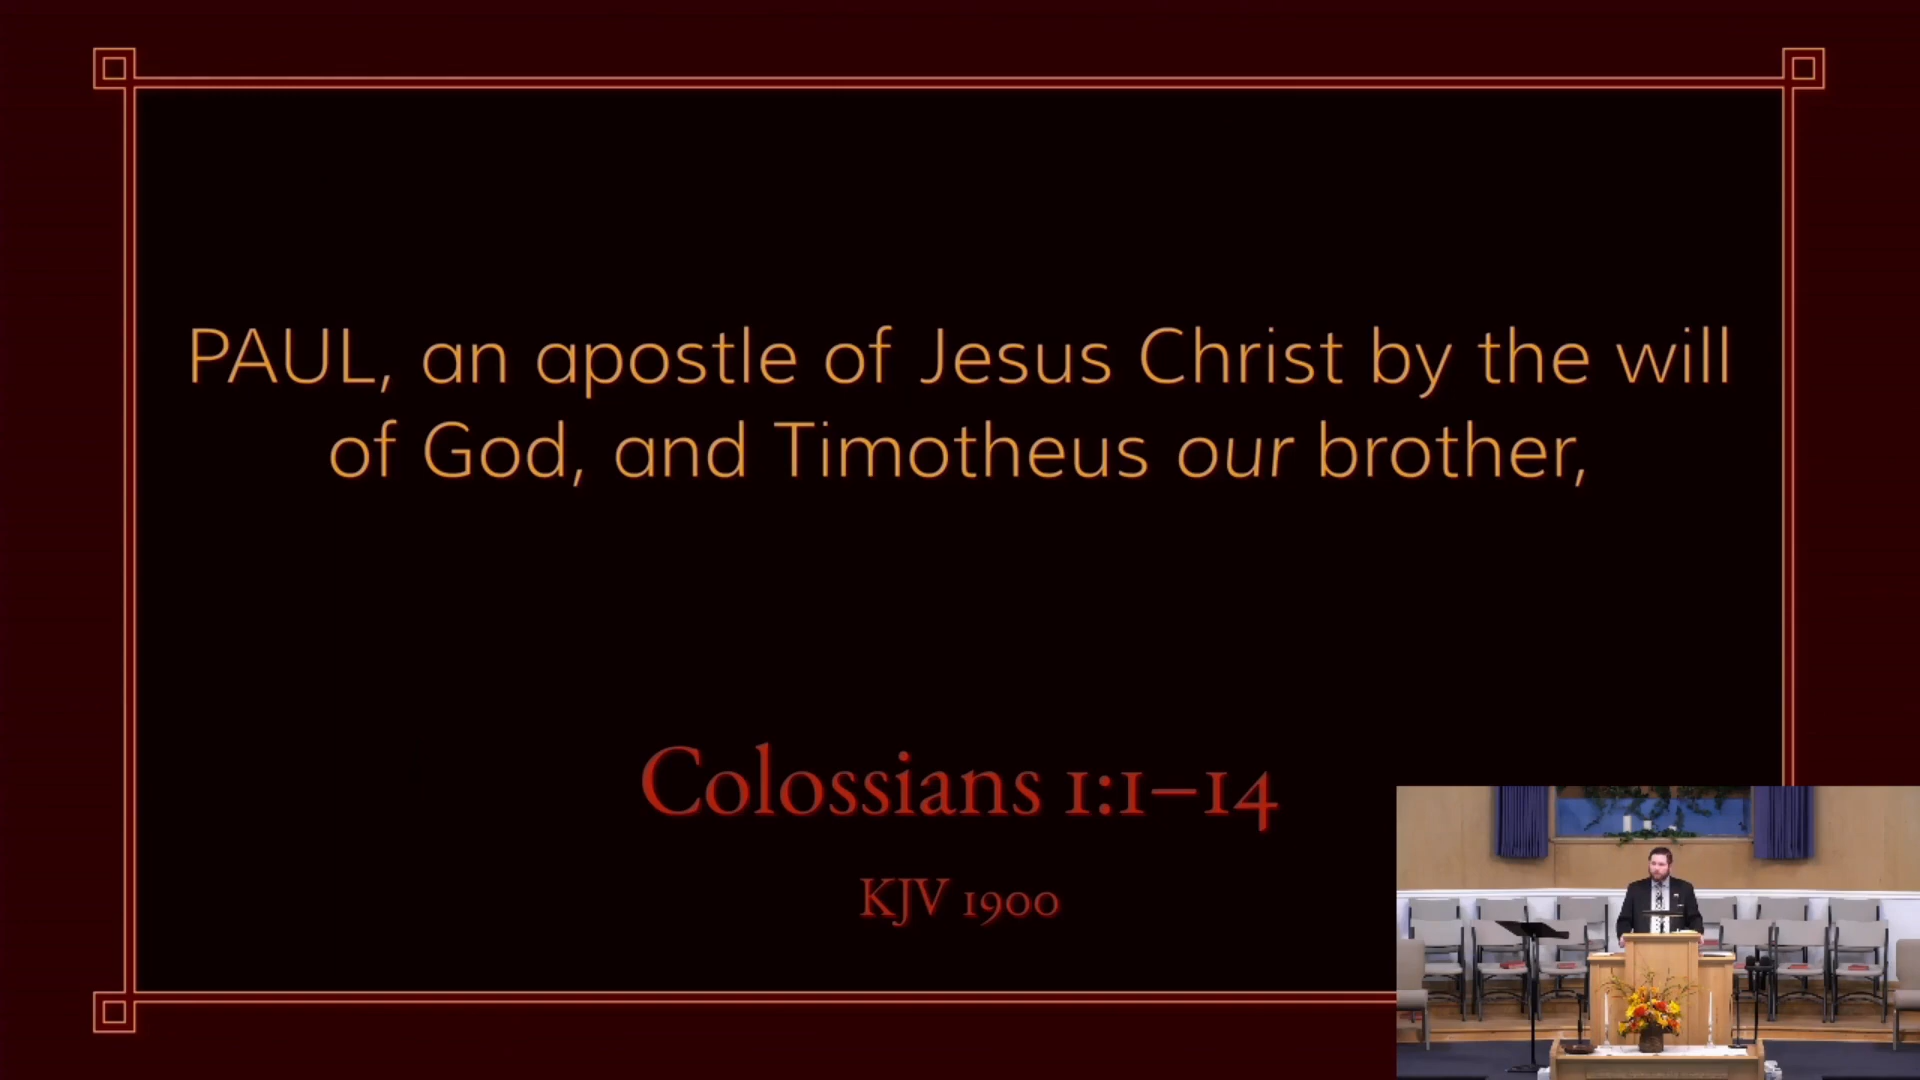 PAUL, an apostle of Jesus Christ by the will
of God, and Timotheus our brother,
Colossians 1:1–14
KJV 1900